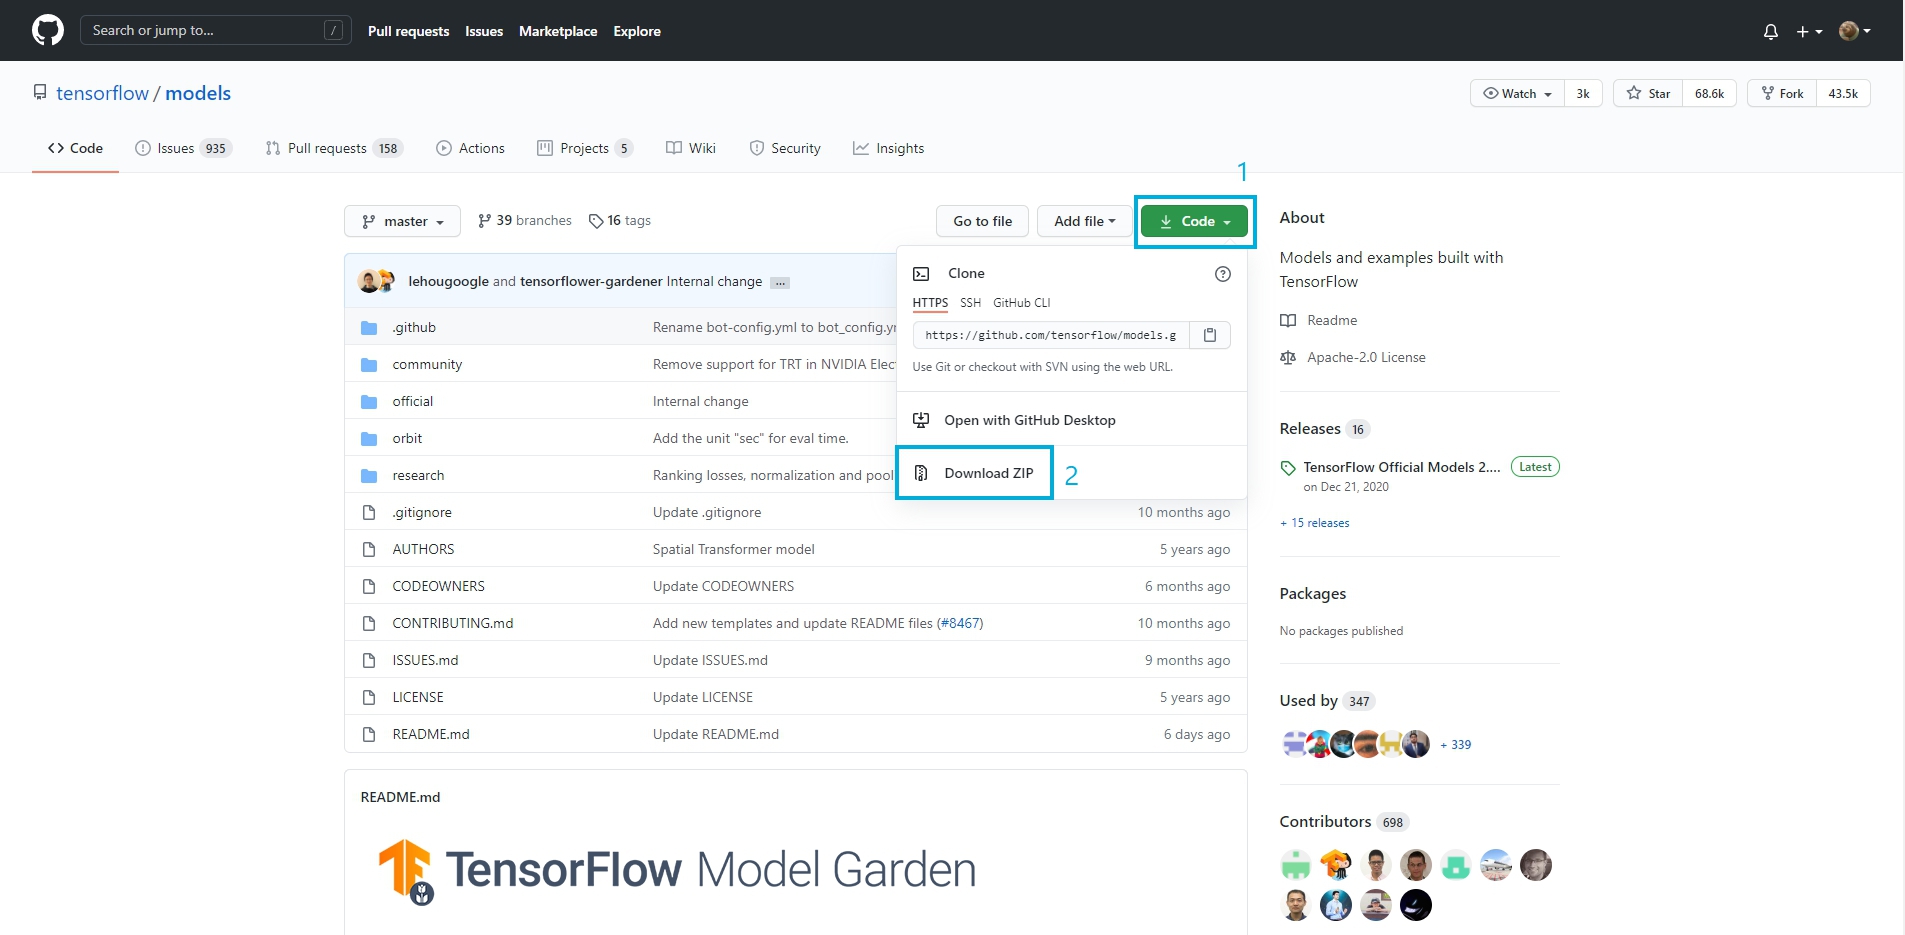 Search or jump to... /
Pull requests Issues Marketplace Explore
tensorflow / models
Watch 3k Star 68.6k Fork 43.5k
Code Issues 935 Pull requests 158 Actions Projects 5 Wiki Security Insights
1
master 39 branches 16 tags Go to file Add file Code
lehougoogle and tensorflower-gardener Internal change ...
.github Rename bot-config.yml to bot_config.y
community Remove support for TRT in NVIDIA Elec
official Internal change
orbit Add the unit "sec" for eval time.
research Ranking losses, normalization and pool
.gitignore Update .gitignore 10 months ago
AUTHORS Spatial Transformer model 5 years ago
CODEOWNERS Update CODEOWNERS 6 months ago
CONTRIBUTING.md Add new templates and update README files (#8467) 10 months ago
ISSUES.md Update ISSUES.md 9 months ago
LICENSE Update LICENSE 5 years ago
README.md Update README.md 6 days ago
Clone
HTTPS SSH GitHub CLI
https://github.com/tensorflow/models.g
Use Git or checkout with SVN using the web URL.
Open with GitHub Desktop
Download ZIP 2
README.md
TensorFlow Model Garden
About
Models and examples built with
TensorFlow
Readme
Apache-2.0 License
Releases 16
TensorFlow Official Models 2.... Latest
on Dec 21, 2020
+ 15 releases
Packages
No packages published
Used by 347
+ 339
Contributors 698